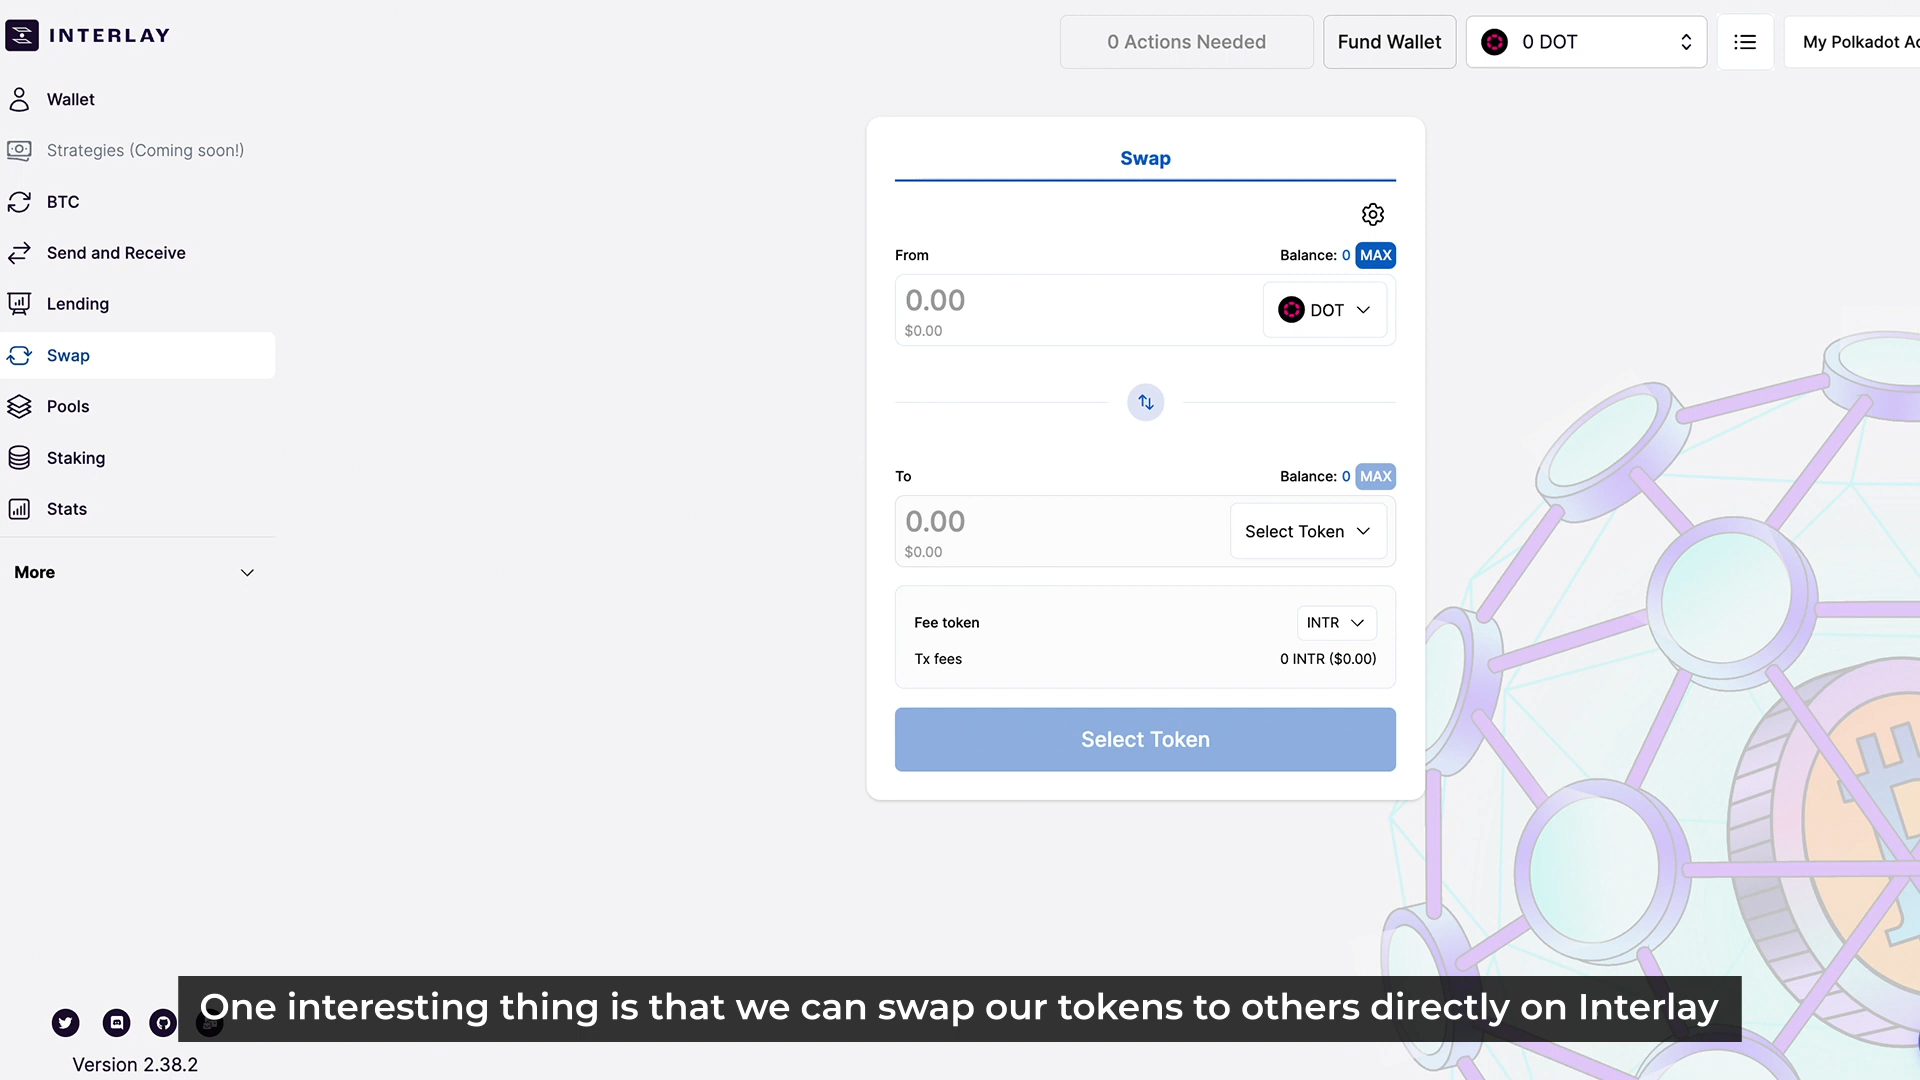 INTERLAY
0 Actions Needed
Fund Wallet
0 DOT
My Polkadot Ac
Wallet
Strategies (Coming soon!)
BTC
Send and Receive
Lending
Swap
Pools
Staking
Stats
More
Swap
From
Balance: 0 MAX
0.00
$0.00
DOT
To
Balance: 0 MAX
0.00
$0.00
Select Token
Fee token
INTR
Tx fees
0 INTR ($0.00)
Select Token
One interesting thing is that we can swap our tokens to others directly on Interlay
Version 2.38.2